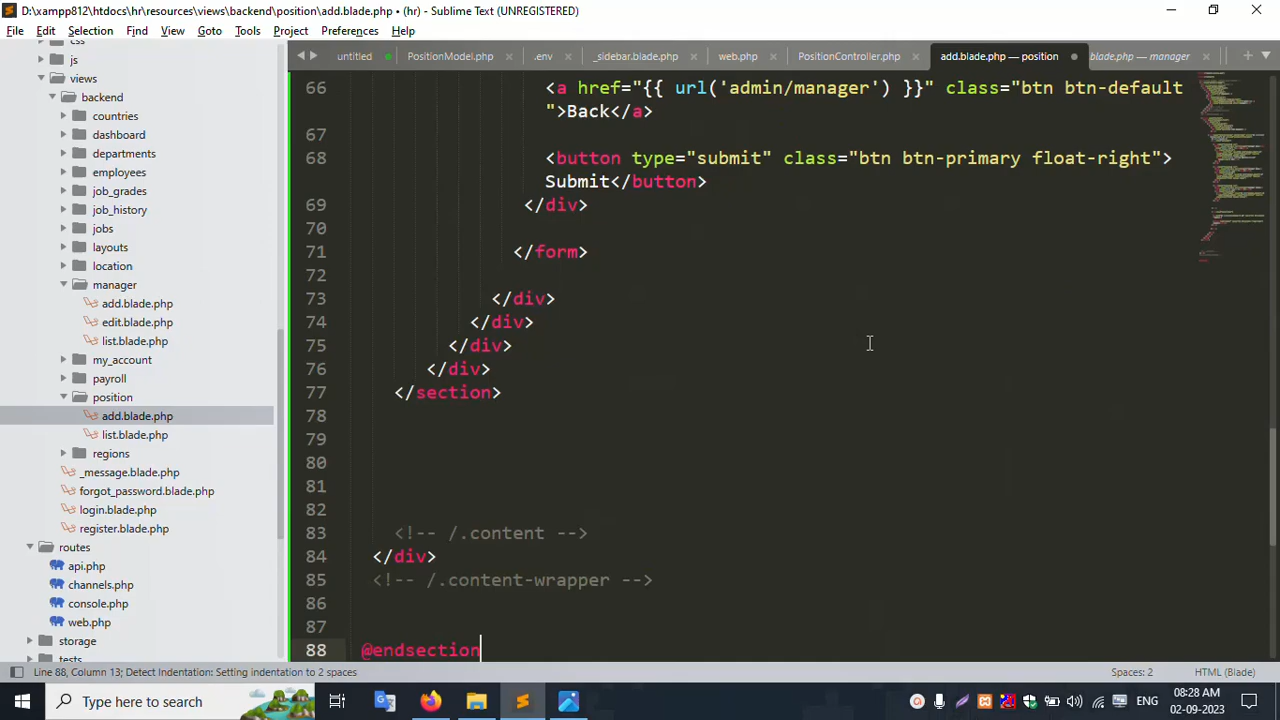 D:\xampp812\htdocs\hr\resources\views\backend\position\add.blade.php • (hr) - Sublime Text (UNREGISTERED)
File Edit Selection Find View Goto Tools Project Preferences Help
untitled PositionModel.php .env _sidebar.blade.php web.php PositionController.php add.blade.php — position blade.php — manager
css
js
views
backend
countries
dashboard
departments
employees
job_grades
job_history
jobs
layouts
location
manager
add.blade.php
edit.blade.php
list.blade.php
my_account
payroll
position
add.blade.php
list.blade.php
regions
_message.blade.php
forgot_password.blade.php
login.blade.php
register.blade.php
routes
api.php
channels.php
console.php
web.php
storage
tests
66 <a href="{{ url('admin/manager') }}" class="btn btn-default
">Back</a>
67
68 <button type="submit" class="btn btn-primary float-right">
Submit</button>
69 </div>
70
71 </form>
72
73 </div>
74 </div>
75 </div>
76 </div>
77 </section>
78
79
80
81
82
83 <!-- /.content -->
84 </div>
85 <!-- /.content-wrapper -->
86
87
88 @endsection
Line 88, Column 13; Detect Indentation: Setting indentation to 2 spaces Spaces: 2 HTML (Blade)
Type here to search
ENG
08:28 AM
02-09-2023